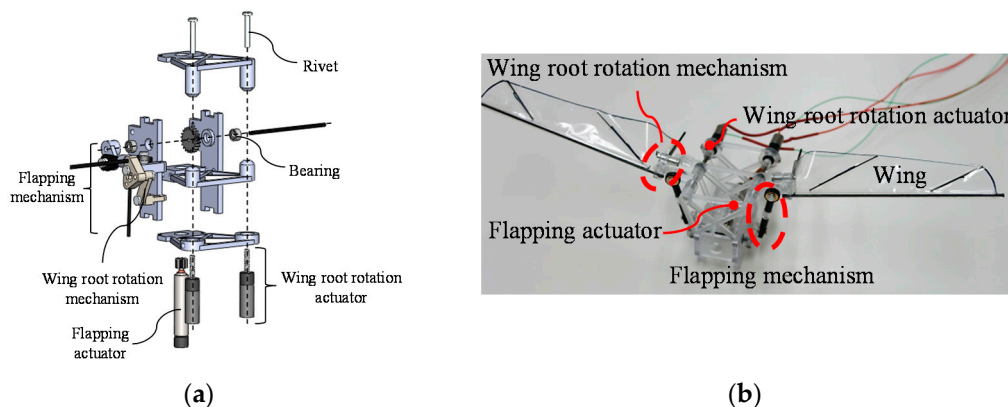 Rivet
Bearing
Flapping
mechanism
Wing root rotation
mechanism
Wing root rotation
actuator
Flapping
actuator
(a)
Wing root rotation mechanism
Wing root rotation actuator
Wing
Flapping actuator
Flapping mechanism
(b)